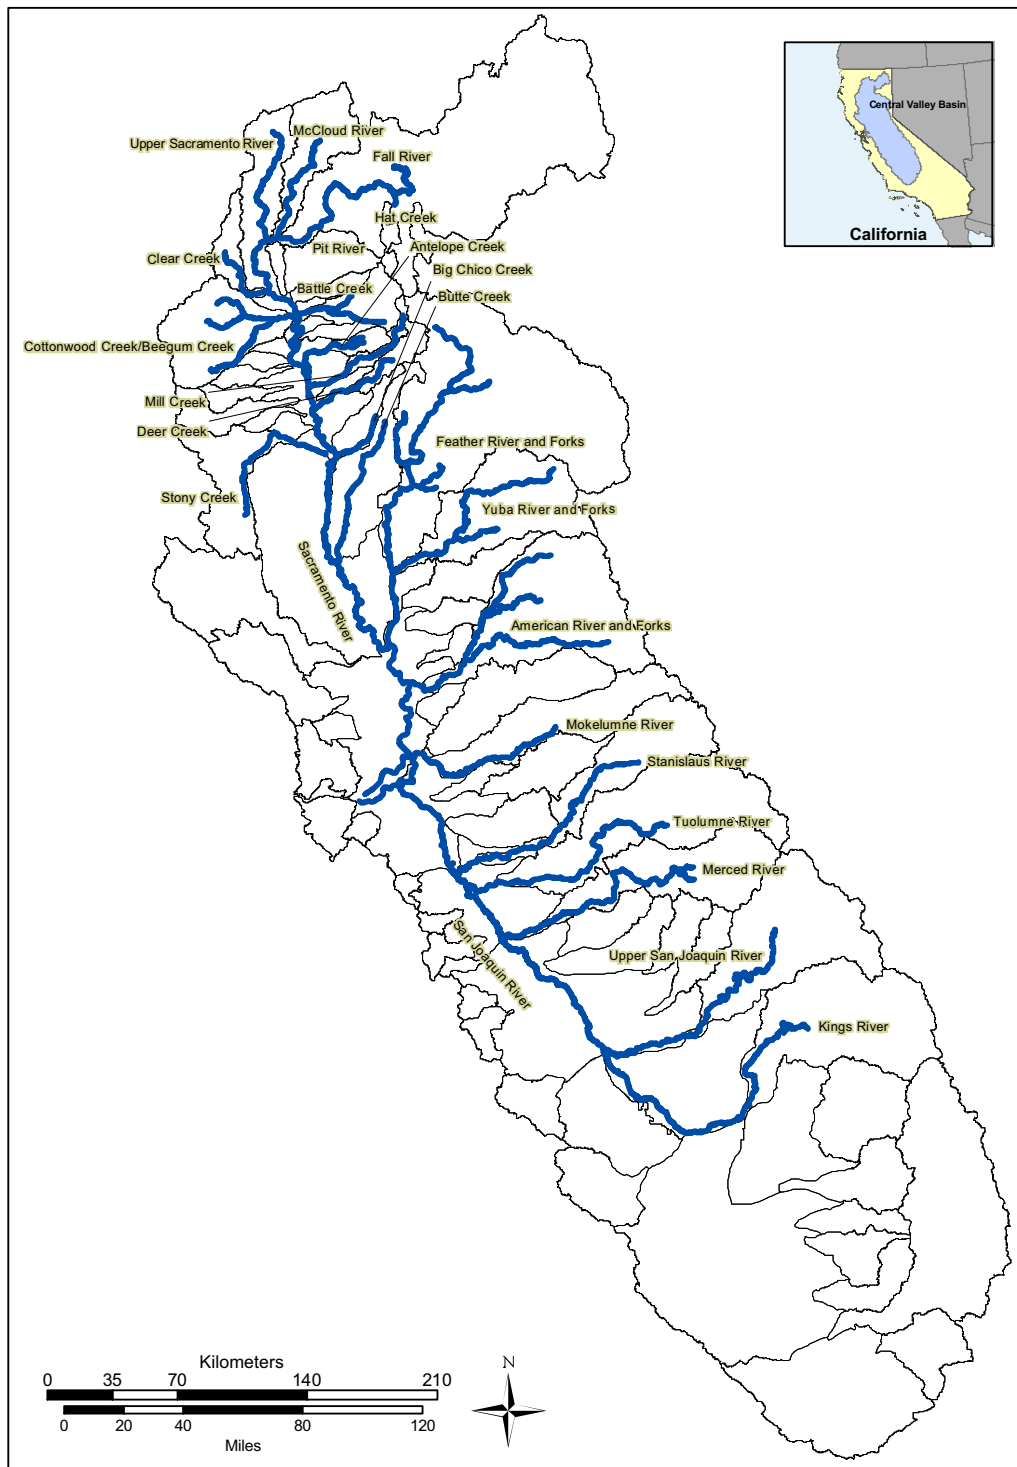 Central Valley Basin
California
McCloud River
Upper Sacramento River
Fall River
Hat Creek
Pit River
Antelope Creek
Clear Creek
Big Chico Creek
Battle Creek
Butte Creek
Cottonwood Creek/Beegum Creek
Mill Creek
Deer Creek
Feather River and Forks
Stony Creek
Yuba River and Forks
Sacramento River
American River and Forks
Mokelumne River
Stanislaus River
Tuolumne River
Merced River
San Joaquin River
Upper San Joaquin River
Kings River
Kilometers
0 35 70 140 210
0 20 40 80 120
Miles
N